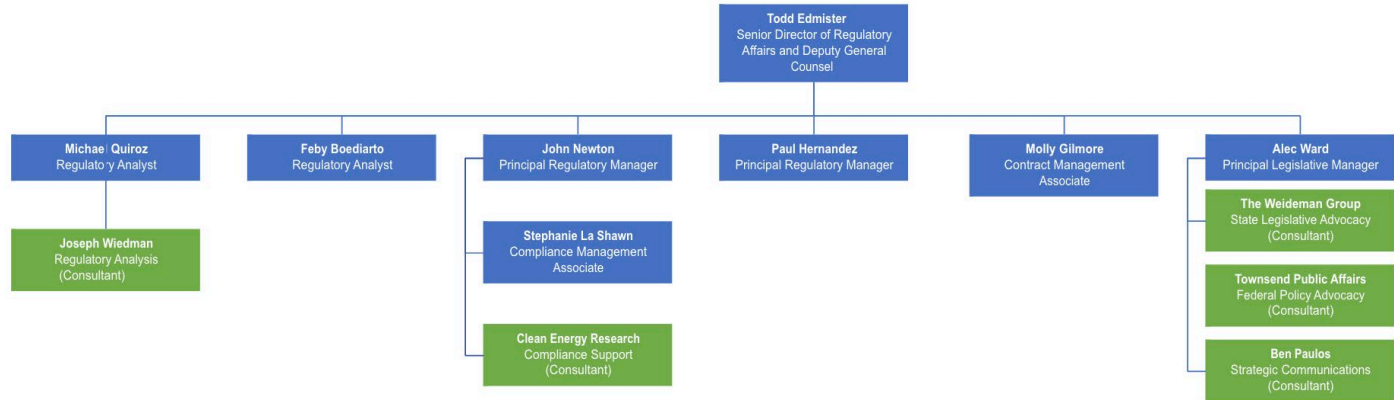 Todd Edmister
Senior Director of Regulatory
Affairs and Deputy General
Counsel
Michael Quiroz
Regulatory Analyst
Feby Boediarto
Regulatory Analyst
John Newton
Principal Regulatory Manager
Paul Hernandez
Principal Regulatory Manager
Molly Gilmore
Contract Management
Associate
Alec Ward
Principal Legislative Manager
Joseph Wiedman
Regulatory Analysis
(Consultant)
Stephanie La Shawn
Compliance Management
Associate
Clean Energy Research
Compliance Support
(Consultant)
The Weideman Group
State Legislative Advocacy
(Consultant)
Townsend Public Affairs
Federal Policy Advocacy
(Consultant)
Ben Paulos
Strategic Communications
(Consultant)